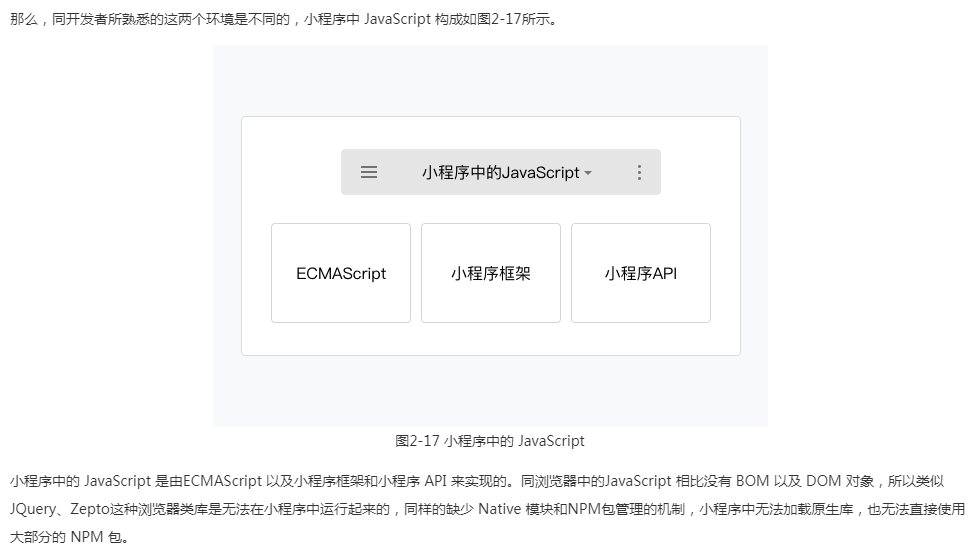 那么，同开发者所熟悉的这两个环境是不同的，小程序中 JavaScript 构成如图2-17所示。
小程序中的JavaScript
ECMAScript
小程序框架
小程序API
图2-17 小程序中的 JavaScript
小程序中的 JavaScript 是由ECMAScript 以及小程序框架和小程序 API 来实现的。同浏览器中的JavaScript 相比没有 BOM 以及 DOM 对象，所以类似
JQuery、Zepto这种浏览器类库是无法在小程序中运行起来的，同样的缺少 Native 模块和NPM包管理的机制，小程序中无法加载原生库，也无法直接使用
大部分的 NPM 包。